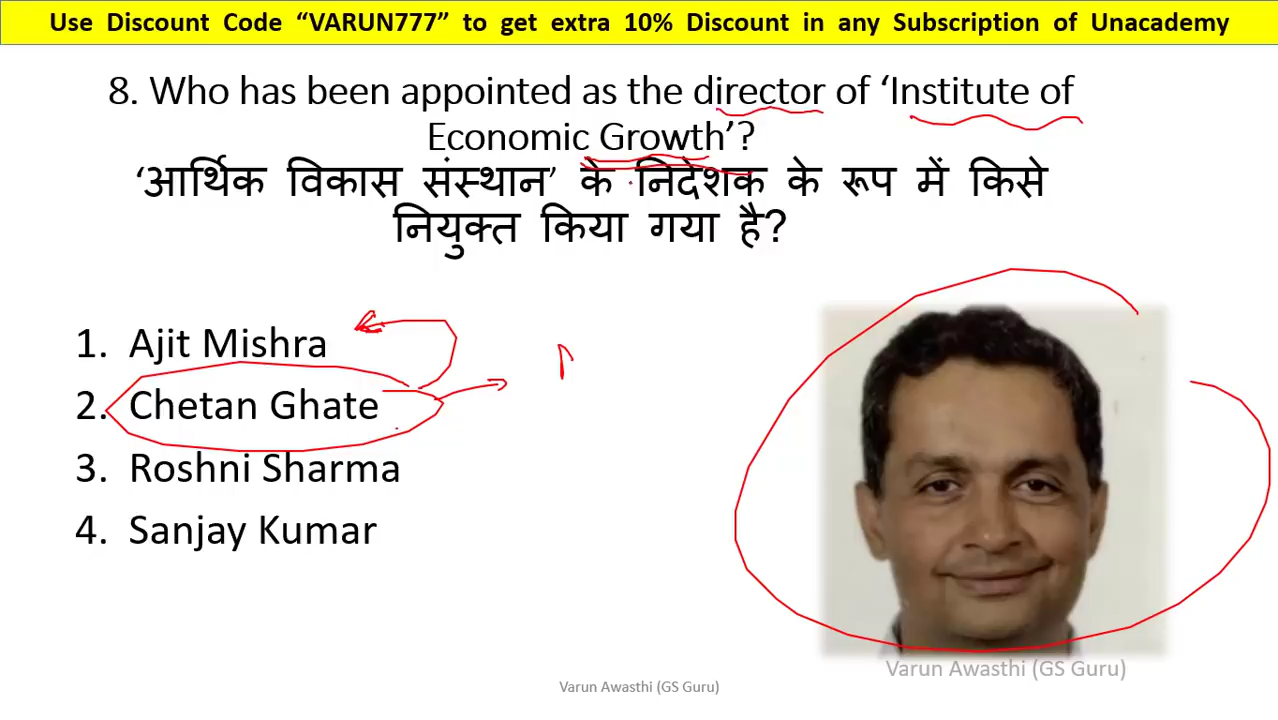 Use Discount Code “VARUN777” to get extra 10% Discount in any Subscription of Unacademy
8. Who has been appointed as the director of ‘Institute of
Economic Growth’?
‘आर्थिक विकास संस्थान’ के निदेशक के रूप में किसे
नियुक्त किया गया है?
1. Ajit Mishra
2. Chetan Ghate
3. Roshni Sharma
4. Sanjay Kumar
Varun Awasthi (GS Guru)
Varun Awasthi (GS Guru)